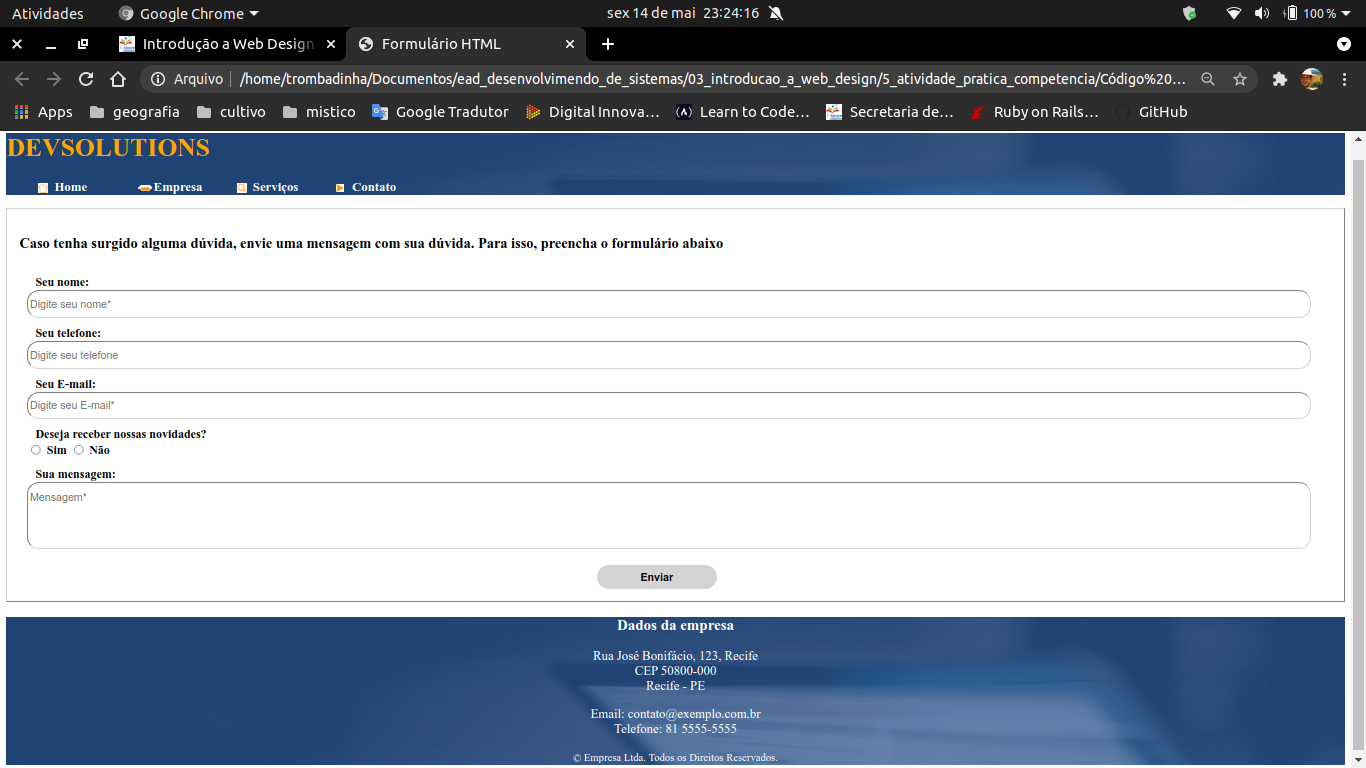 Atividades Google Chrome sex 14 de mai 23:24:16 100 %
Introdução a Web Design Formulário HTML
Arquivo /home/trombadinha/Documentos/ead_desenvolvimendo_de_sistemas/03_introducao_a_web_design/5_atividade_pratica_competencia/Código%20...
Apps geografia cultivo mistico Google Tradutor Digital Innova... Learn to Code... Secretaria de... Ruby on Rails... GitHub
DEVSOLUTIONS
Home Empresa Serviços Contato
Caso tenha surgido alguma dúvida, envie uma mensagem com sua dúvida. Para isso, preencha o formulário abaixo
Seu nome:
Digite seu nome*
Seu telefone:
Digite seu telefone
Seu E-mail:
Digite seu E-mail*
Deseja receber nossas novidades?
Sim Não
Sua mensagem:
Mensagem*
Enviar
Dados da empresa
Rua José Bonifácio, 123, Recife
CEP 50800-000
Recife - PE
Email: contato@exemplo.com.br
Telefone: 81 5555-5555
© Empresa Ltda. Todos os Direitos Reservados.